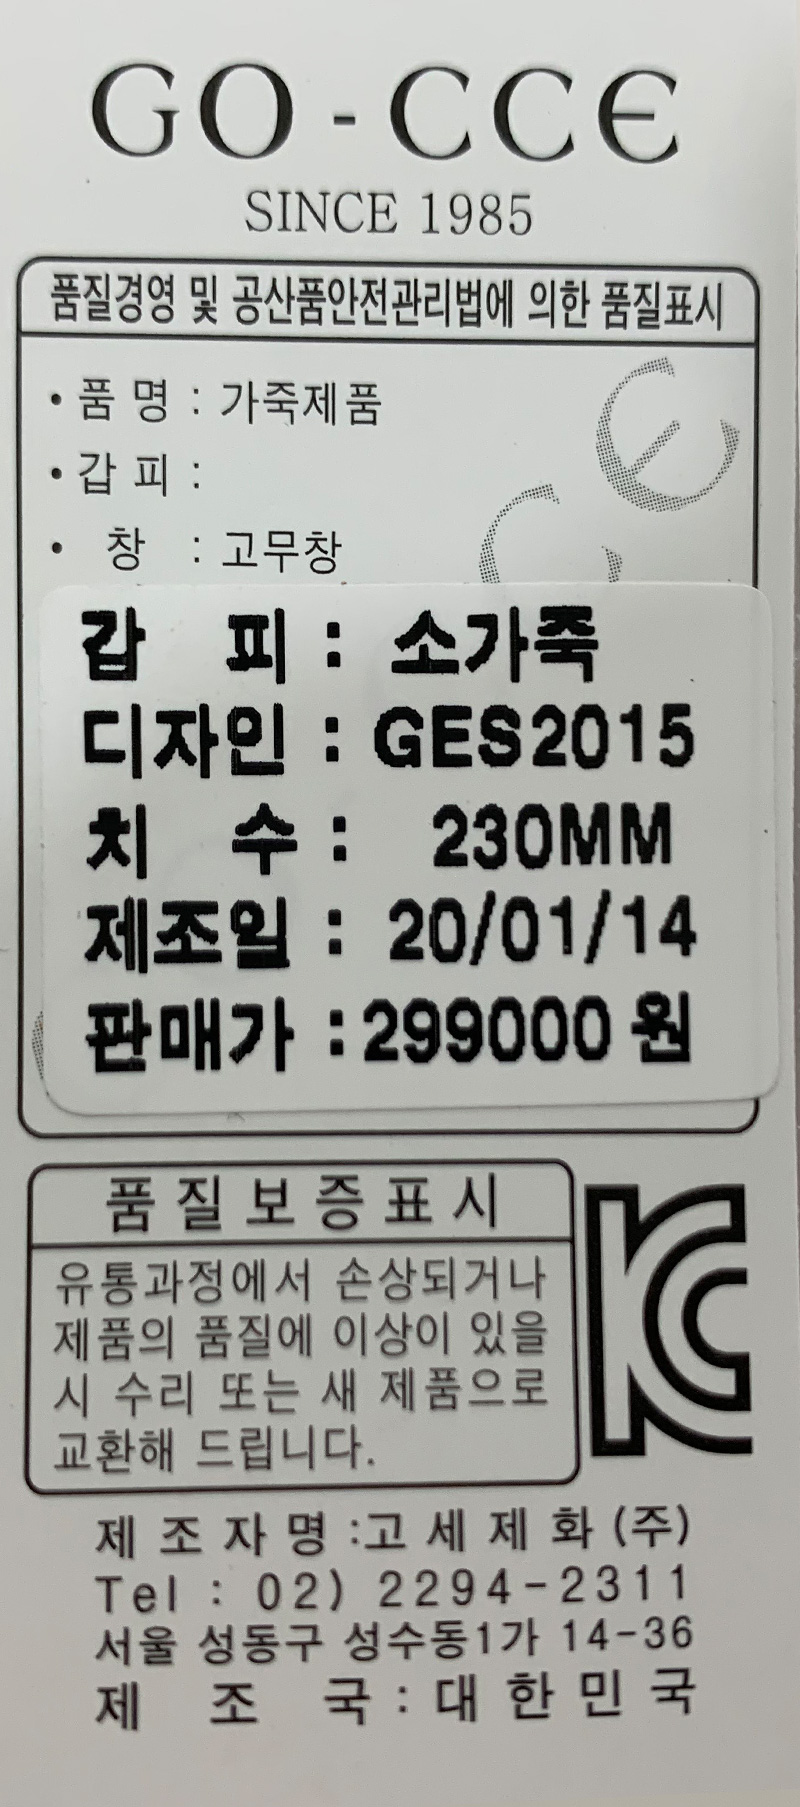 GO-CCE
SINCE 1985
품질경영 및 공산품안전관리법에 의한 품질표시
• 품 명 : 가죽제품
• 갑 피 :
• 창 : 고무창
갑 피 : 소가죽
디자인 : GES2015
치 수 : 230MM
제조일 : 20/01/14
판매가 : 299000 원
품질보증표시
유통과정에서 손상되거나
제품의 품질에 이상이 있을
시 수리 또는 새 제품으로
교환해 드립니다.
KC
제조자명 : 고세제화(주)
Tel : 02) 2294-2311
서울 성동구 성수동1가 14-36
제 조 국 : 대한민국